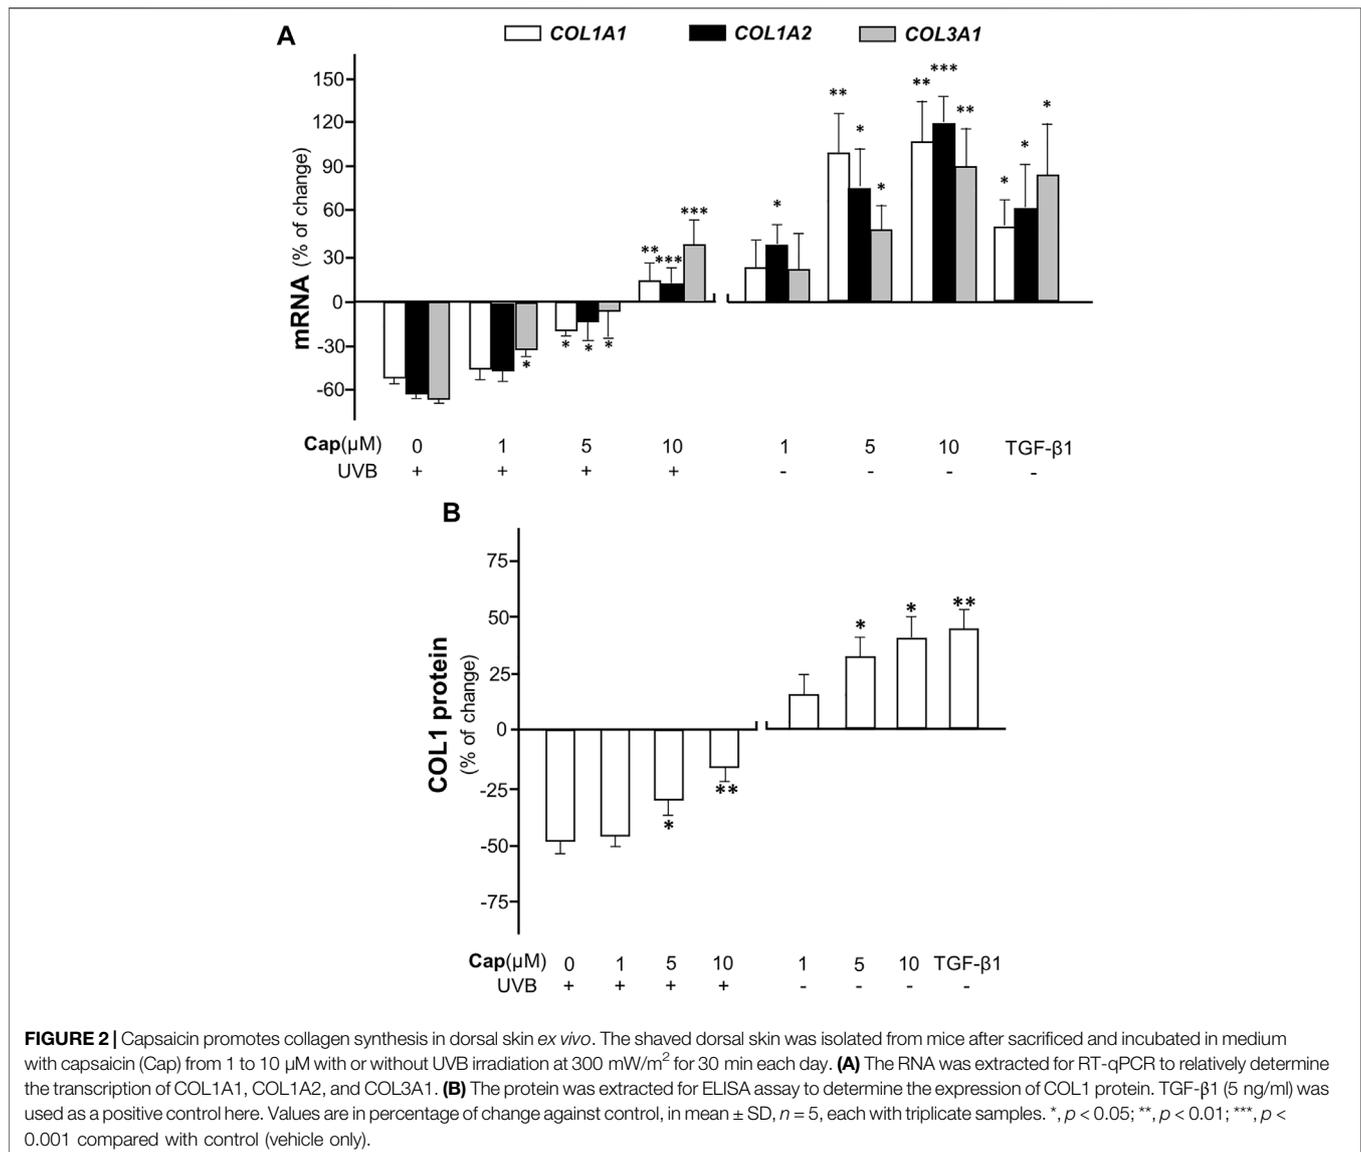 A
COL1A1 COL1A2 COL3A1
mRNA (% of change)
150
120
90
60
30
0
-30
-60
* * * * ** *** *** * ** * * ** *** ** * * *
Cap(μM) 0 1 5 10 1 5 10 TGF-β1
UVB + + + + - - - -
B
COL1 protein
(% of change)
75
50
25
0
-25
-50
-75
* ** * * **
Cap(μM) 0 1 5 10 1 5 10 TGF-β1
UVB + + + + - - - -
FIGURE 2 | Capsaicin promotes collagen synthesis in dorsal skin ex vivo. The shaved dorsal skin was isolated from mice after sacrificed and incubated in medium
with capsaicin (Cap) from 1 to 10 μM with or without UVB irradiation at 300 mW/m² for 30 min each day. (A) The RNA was extracted for RT-qPCR to relatively determine
the transcription of COL1A1, COL1A2, and COL3A1. (B) The protein was extracted for ELISA assay to determine the expression of COL1 protein. TGF-β1 (5 ng/ml) was
used as a positive control here. Values are in percentage of change against control, in mean ± SD, n = 5, each with triplicate samples. *, p < 0.05; **, p < 0.01; ***, p <
0.001 compared with control (vehicle only).